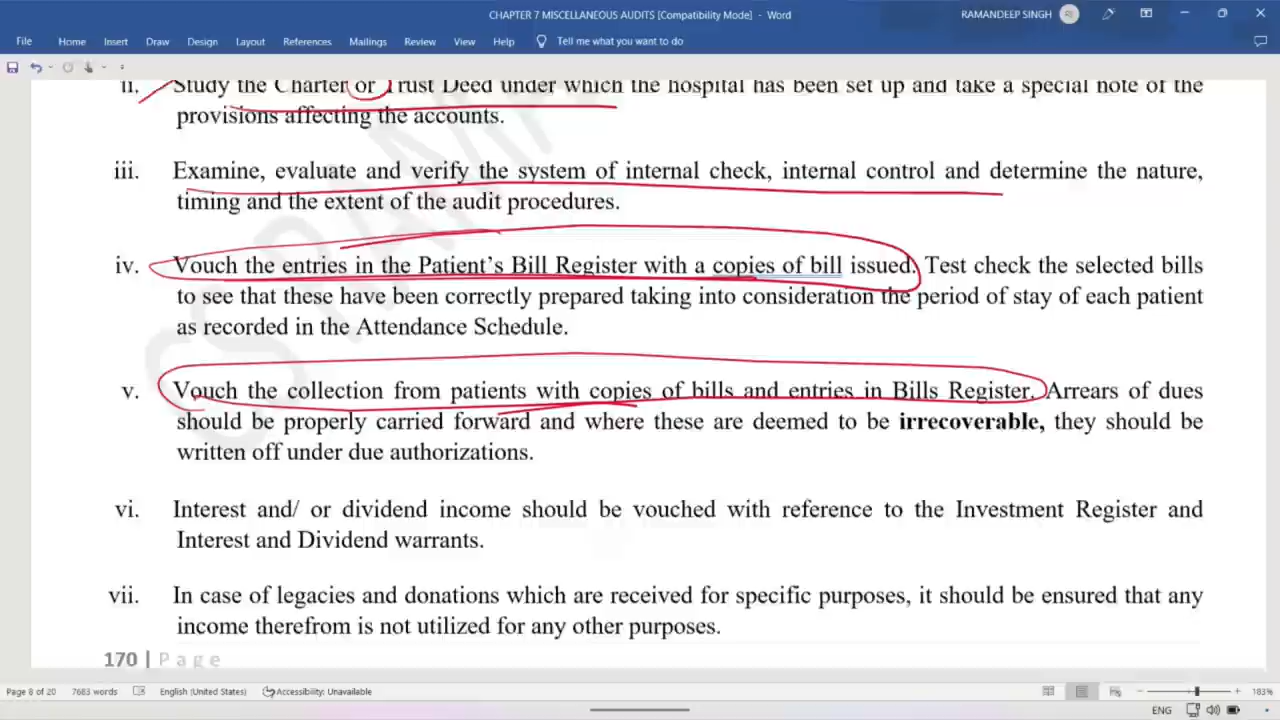 CHAPTER 7 MISCELLANEOUS AUDITS [Compatibility Mode] - Word
RAMANDEEP SINGH
File Home Insert Draw Design Layout References Mailings Review View Help Tell me what you want to do
ii. Study the Charter or Trust Deed under which the hospital has been set up and take a special note of the
provisions affecting the accounts.
iii. Examine, evaluate and verify the system of internal check, internal control and determine the nature,
timing and the extent of the audit procedures.
iv. Vouch the entries in the Patient's Bill Register with a copies of bill issued. Test check the selected bills
to see that these have been correctly prepared taking into consideration the period of stay of each patient
as recorded in the Attendance Schedule.
v. Vouch the collection from patients with copies of bills and entries in Bills Register. Arrears of dues
should be properly carried forward and where these are deemed to be irrecoverable, they should be
written off under due authorizations.
vi. Interest and/ or dividend income should be vouched with reference to the Investment Register and
Interest and Dividend warrants.
vii. In case of legacies and donations which are received for specific purposes, it should be ensured that any
income therefrom is not utilized for any other purposes.
170 | Page
Page 8 of 20 7683 words English (United States) Accessibility: Unavailable 183%
ENG